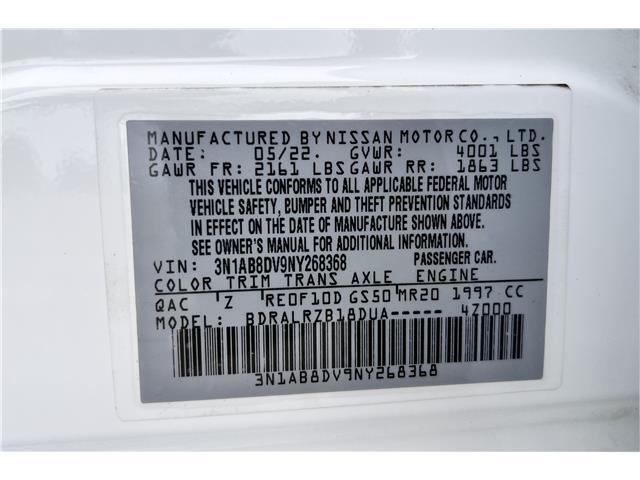 MANUFACTURED BY NISSAN MOTOR CO., LTD.
DATE: 05/22. GVWR: 4001 LBS
GAWR FR: 2161 LBS GAWR RR: 1863 LBS
THIS VEHICLE CONFORMS TO ALL APPLICABLE FEDERAL MOTOR
VEHICLE SAFETY, BUMPER AND THEFT PREVENTION STANDARDS
IN EFFECT ON THE DATE OF MANUFACTURE SHOWN ABOVE.
SEE OWNER'S MANUAL FOR ADDITIONAL INFORMATION.
VIN: 3N1AB8DV9NY268368 PASSENGER CAR.
COLOR TRIM TRANS AXLE ENGINE
QAC Z RE0F10D GS50 MR20 1997 CC
MODEL: BDRALRZB18DUA----- 4Z000
3N1AB8DV9NY268368